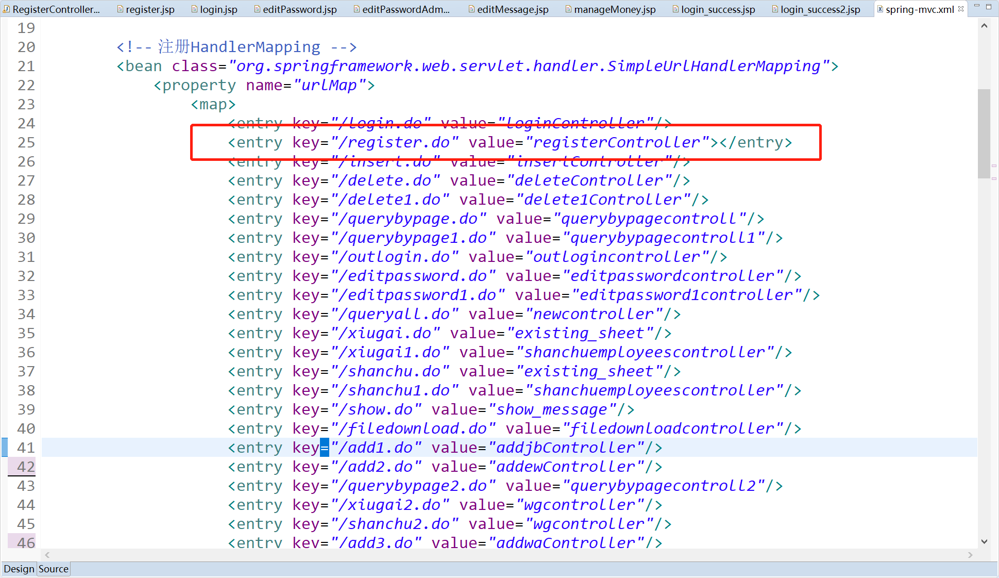 RegisterController... register.jsp login.jsp editPassword.jsp editPasswordAdm... editMessage.jsp manageMoney.jsp login_success.jsp login_success2.jsp spring-mvc.xml
19
20 <!-- 注册HandlerMapping -->
21 <bean class="org.springframework.web.servlet.handler.SimpleUrlHandlerMapping">
22 <property name="urlMap">
23 <map>
24 <entry key="/login.do" value="loginController"/>
25 <entry key="/register.do" value="registerController"></entry>
26 <entry key="/insert.do" value="insertController"/>
27 <entry key="/delete.do" value="deleteController"/>
28 <entry key="/delete1.do" value="delete1Controller"/>
29 <entry key="/querybypage.do" value="querybypagecontroll"/>
30 <entry key="/querybypage1.do" value="querybypagecontroll1"/>
31 <entry key="/outlogin.do" value="outlogincontroller"/>
32 <entry key="/editpassword.do" value="editpasswordcontroller"/>
33 <entry key="/editpassword1.do" value="editpassword1controller"/>
34 <entry key="/queryall.do" value="newcontroller"/>
35 <entry key="/xiugai.do" value="existing_sheet"/>
36 <entry key="/xiugai1.do" value="shanchuemployeescontroller"/>
37 <entry key="/shanchu.do" value="existing_sheet"/>
38 <entry key="/shanchu1.do" value="shanchuemployeescontroller"/>
39 <entry key="/show.do" value="show_message"/>
40 <entry key="/filedownload.do" value="filedownloadcontroller"/>
41 <entry key="/add1.do" value="addjbController"/>
42 <entry key="/add2.do" value="addewController"/>
43 <entry key="/querybypage2.do" value="querybypagecontroll2"/>
44 <entry key="/xiugai2.do" value="wgcontroller"/>
45 <entry key="/shanchu2.do" value="wgcontroller"/>
46 <entry key="/add3.do" value="addwaController"/>
Design Source